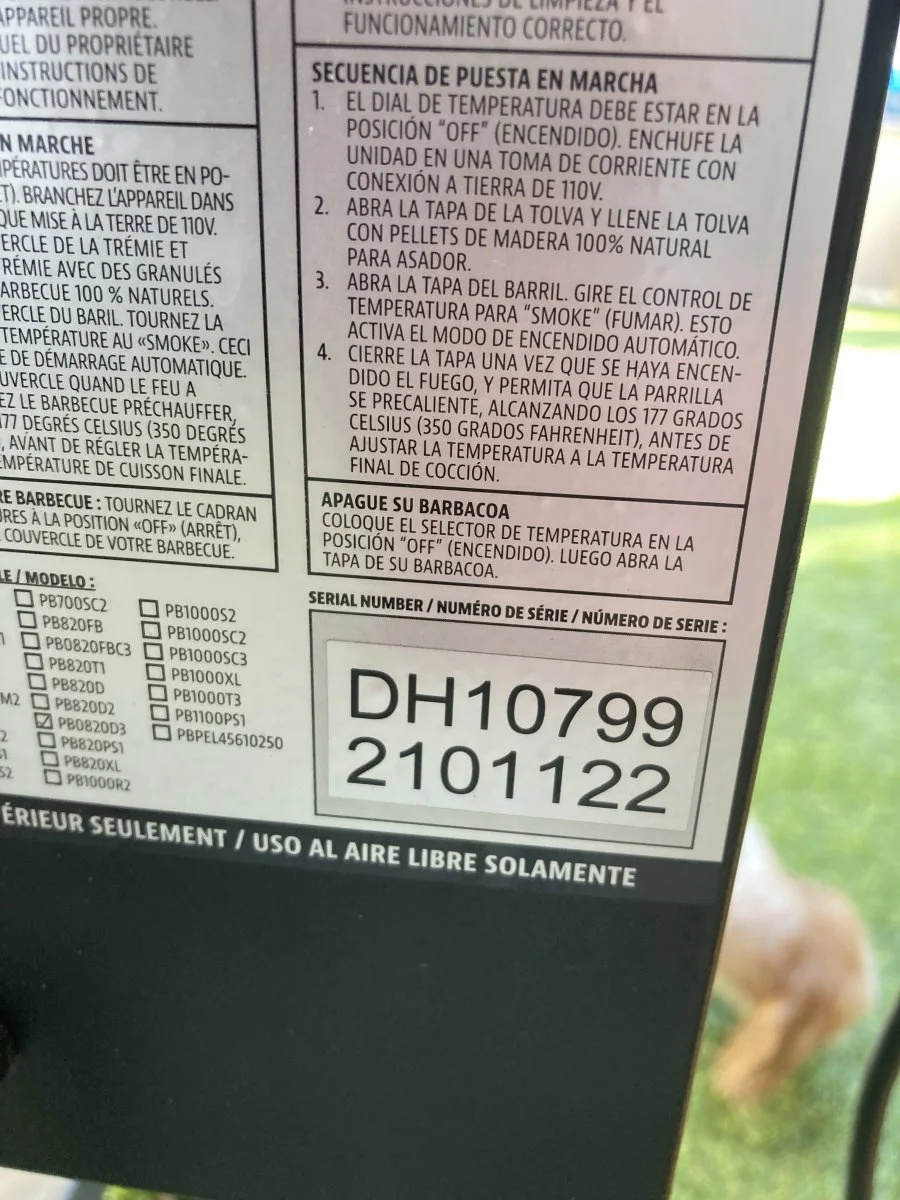 APPAREIL PROPRE.
UEL DU PROPRIÉTAIRE
INSTRUCTIONS DE
FONCTIONNEMENT.
N MARCHE
MPÉRATURES DOIT ÊTRE EN PO-
ET). BRANCHEZ L'APPAREIL DANS
QUE MISE À LA TERRE DE 110V.
ERCLE DE LA TRÉMIE ET
RÉMIE AVEC DES GRANULÉS
ARBECUE 100 % NATURELS.
ERCLE DU BARIL. TOURNEZ LA
TEMPÉRATURE AU «SMOKE». CECI
E DE DÉMARRAGE AUTOMATIQUE.
UVERCLE QUAND LE FEU A
EZ LE BARBECUE PRÉCHAUFFER,
177 DEGRÉS CELSIUS (350 DEGRÉS
, AVANT DE RÉGLER LA TEMPÉRA-
EMPÉRATURE DE CUISSON FINALE.
RE BARBECUE : TOURNEZ LE CADRAN
URES À LA POSITION «OFF» (ARRÊT),
COUVERCLE DE VOTRE BARBECUE.
INSTRUCCIONES DE LIMPIEZA Y EL
FUNCIONAMIENTO CORRECTO.
SECUENCIA DE PUESTA EN MARCHA
1. EL DIAL DE TEMPERATURA DEBE ESTAR EN LA
POSICIÓN "OFF" (ENCENDIDO). ENCHUFE LA
UNIDAD EN UNA TOMA DE CORRIENTE CON
CONEXIÓN A TIERRA DE 110V.
2. ABRA LA TAPA DE LA TOLVA Y LLENE LA TOLVA
CON PELLETS DE MADERA 100% NATURAL
PARA ASADOR.
3. ABRA LA TAPA DEL BARRIL. GIRE EL CONTROL DE
TEMPERATURA PARA "SMOKE" (FUMAR). ESTO
ACTIVA EL MODO DE ENCENDIDO AUTOMÁTICO.
4. CIERRE LA TAPA UNA VEZ QUE SE HAYA ENCEN-
DIDO EL FUEGO, Y PERMITA QUE LA PARRILLA
SE PRECALIENTE, ALCANZANDO LOS 177 GRADOS
CELSIUS (350 GRADOS FAHRENHEIT), ANTES DE
AJUSTAR LA TEMPERATURA A LA TEMPERATURA
FINAL DE COCCIÓN.
APAGUE SU BARBACOA
COLOQUE EL SELECTOR DE TEMPERATURA EN LA
POSICIÓN "OFF" (ENCENDIDO). LUEGO ABRA LA
TAPA DE SU BARBACOA.
LE / MODELO :
PB700SC2
PB820FB
PB0820FBC3
PB820T1
PB820D
PB820D2
PB0820D3
PB820PS1
PB820XL
PB1000R2
PB1000S2
PB1000SC2
PB1000SC3
PB1000XL
PB1000T3
PB1100PS1
PBPEL45610250
SERIAL NUMBER / NUMÉRO DE SÉRIE / NÚMERO DE SERIE :
DH10799
2101122
ÉRIEUR SEULEMENT / USO AL AIRE LIBRE SOLAMENTE